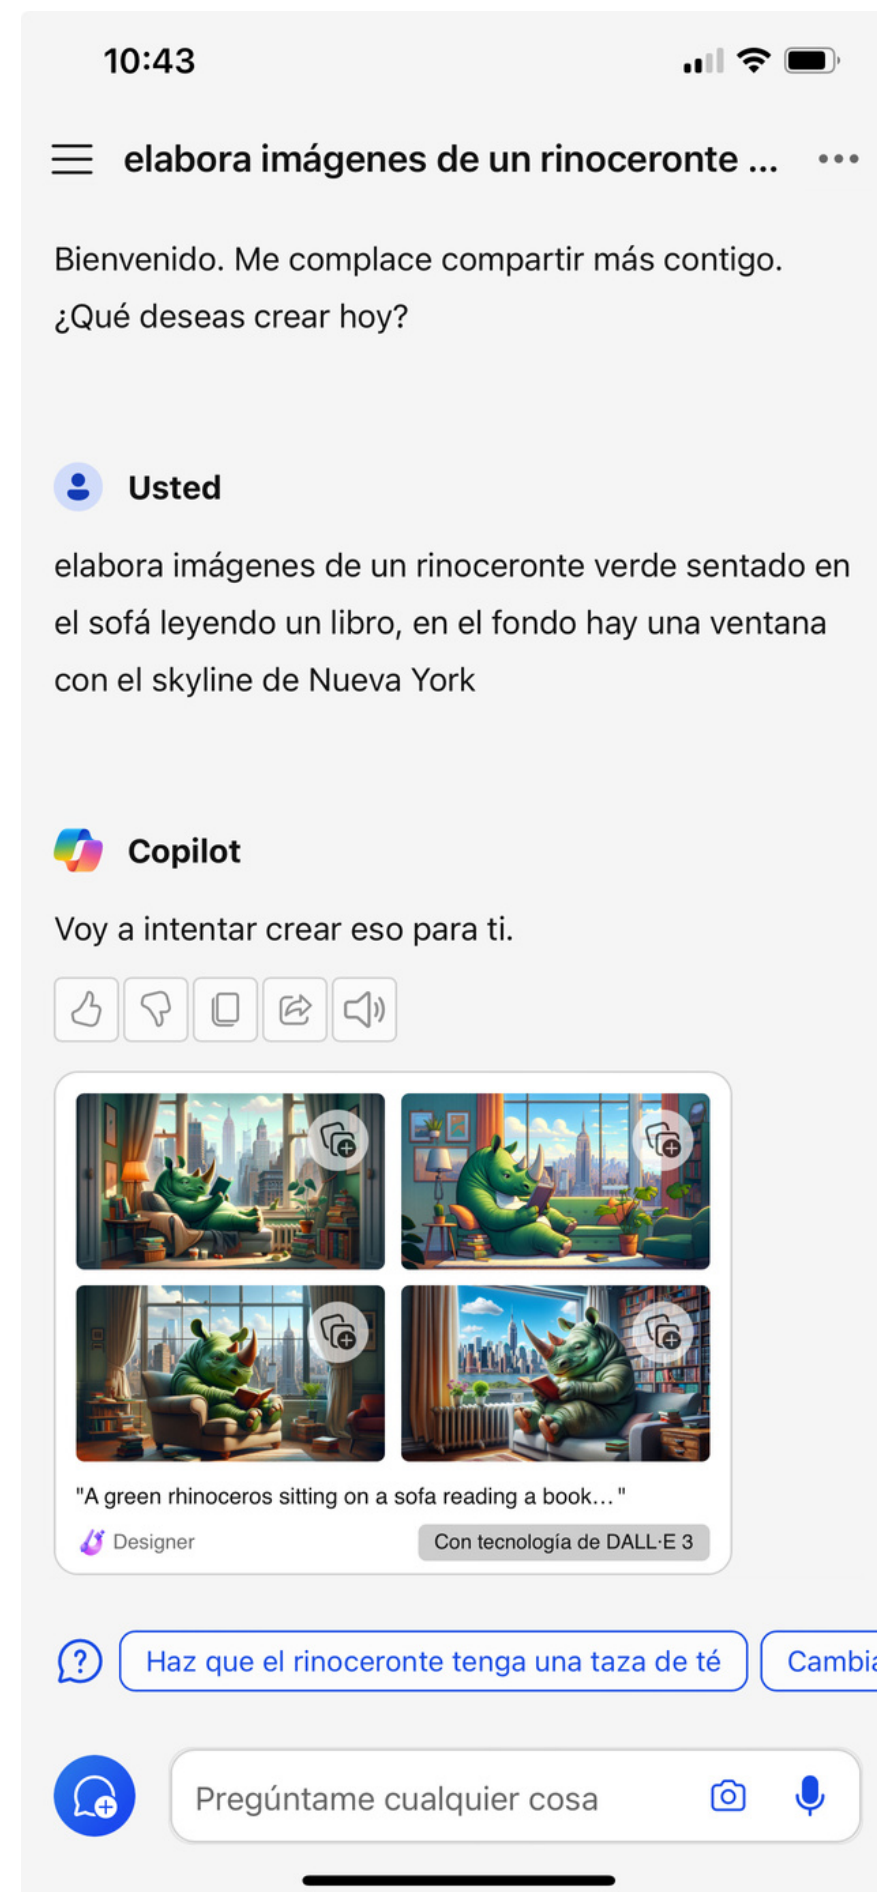 10:43
elabora imágenes de un rinoceronte ...
Bienvenido. Me complace compartir más contigo.
¿Qué deseas crear hoy?
Usted
elabora imágenes de un rinoceronte verde sentado en
el sofá leyendo un libro, en el fondo hay una ventana
con el skyline de Nueva York
Copilot
Voy a intentar crear eso para ti.
"A green rhinoceros sitting on a sofa reading a book..."
Designer
Con tecnología de DALL·E 3
Haz que el rinoceronte tenga una taza de té
Cambia
Pregúntame cualquier cosa